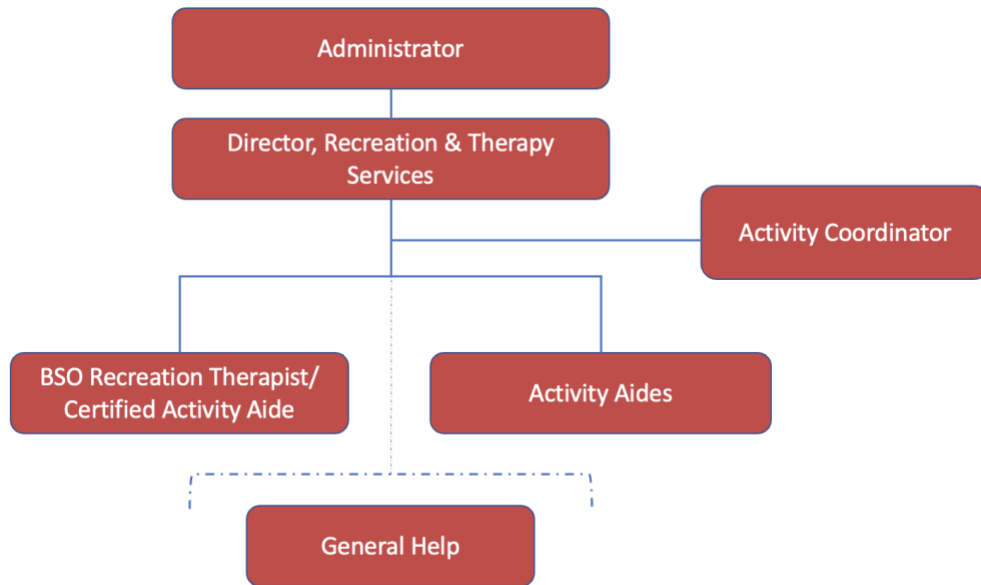 Administrator
Director, Recreation & Therapy
Services
Activity Coordinator
BSO Recreation Therapist/
Certified Activity Aide
Activity Aides
General Help